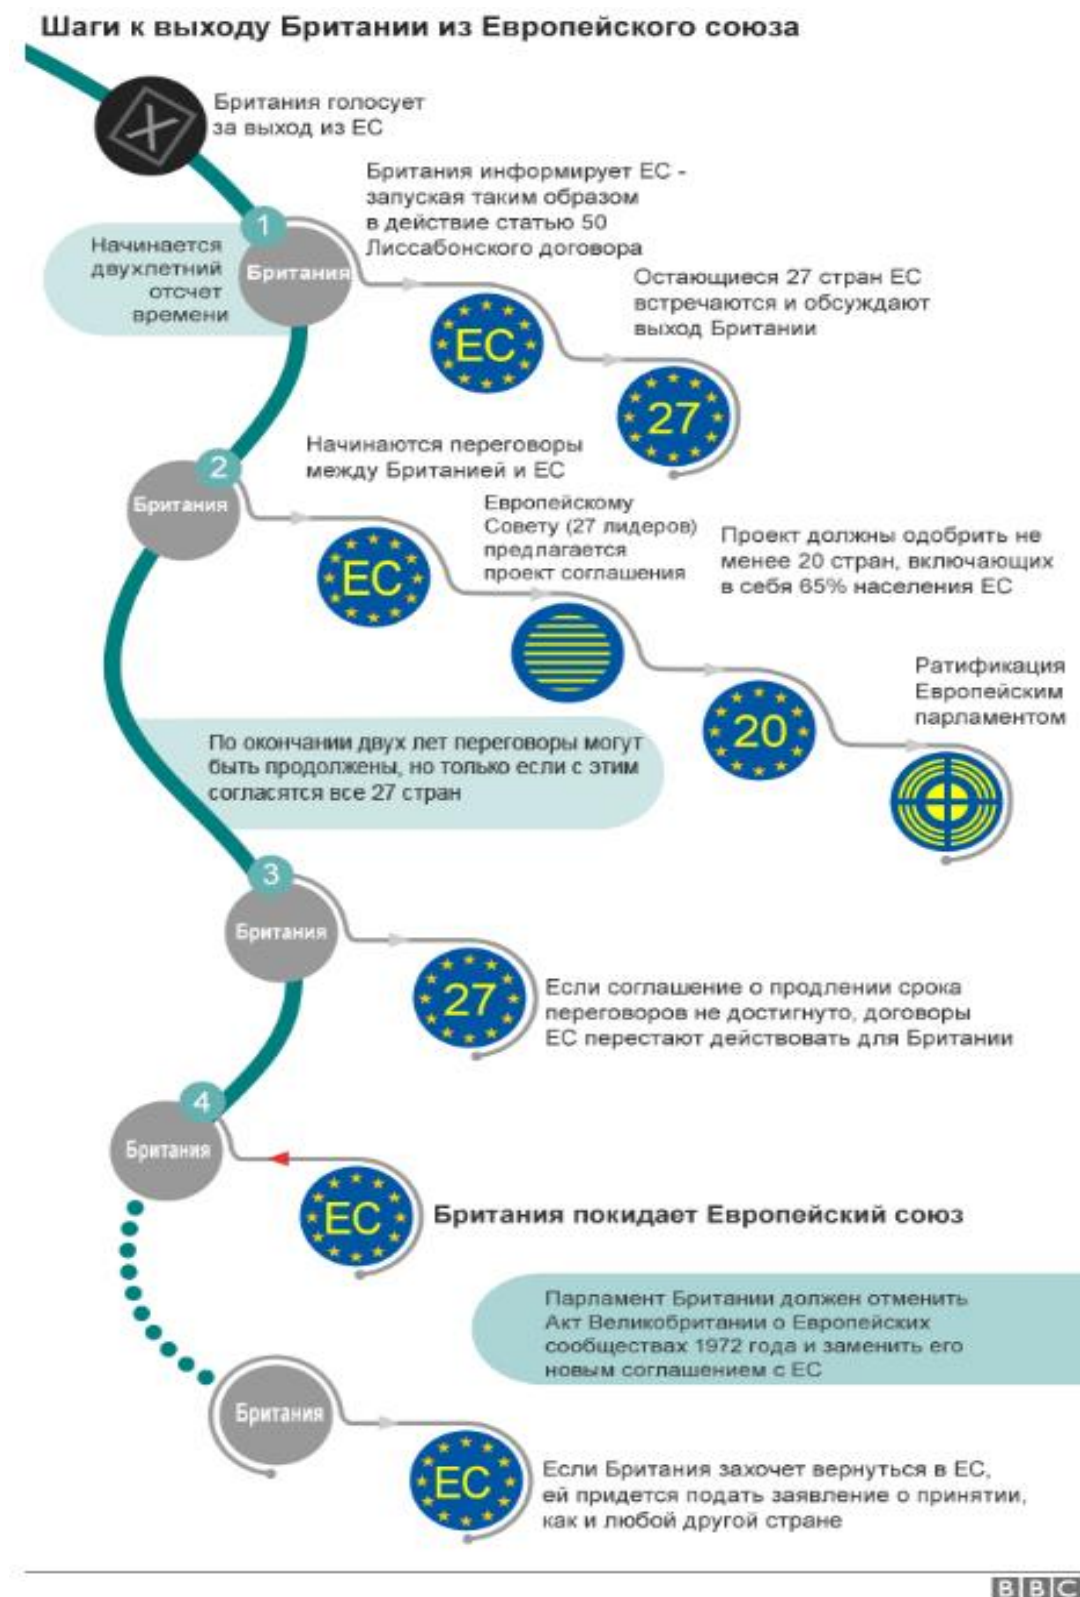 Шаги к выходу Британии из Европейского союза
Британия голосует
за выход из ЕС
Британия информирует ЕС -
запуская таким образом
в действие статью 50
Лиссабонского договора
1
Начинается
двухлетний
отсчет
времени
Британия
Остающиеся 27 стран ЕС
встречаются и обсуждают
выход Британии
ЕС
27
2
Британия
Начинаются переговоры
между Британией и ЕС
Европейскому
Совету (27 лидеров)
предлагается
проект соглашения
Проект должны одобрить не
менее 20 стран, включающих
в себя 65% населения ЕС
ЕС
Ратификация
Европейским
парламентом
20
По окончании двух лет переговоры могут
быть продолжены, но только если с этим
согласятся все 27 стран
3
Британия
27
Если соглашение о продлении срока
переговоров не достигнуто, договоры
ЕС перестают действовать для Британии
4
Британия
ЕС
Британия покидает Европейский союз
Парламент Британии должен отменить
Акт Великобритании о Европейских
сообществах 1972 года и заменить его
новым соглашением с ЕС
Британия
ЕС
Если Британия захочет вернуться в ЕС,
ей придется подать заявление о принятии,
как и любой другой стране
BBC